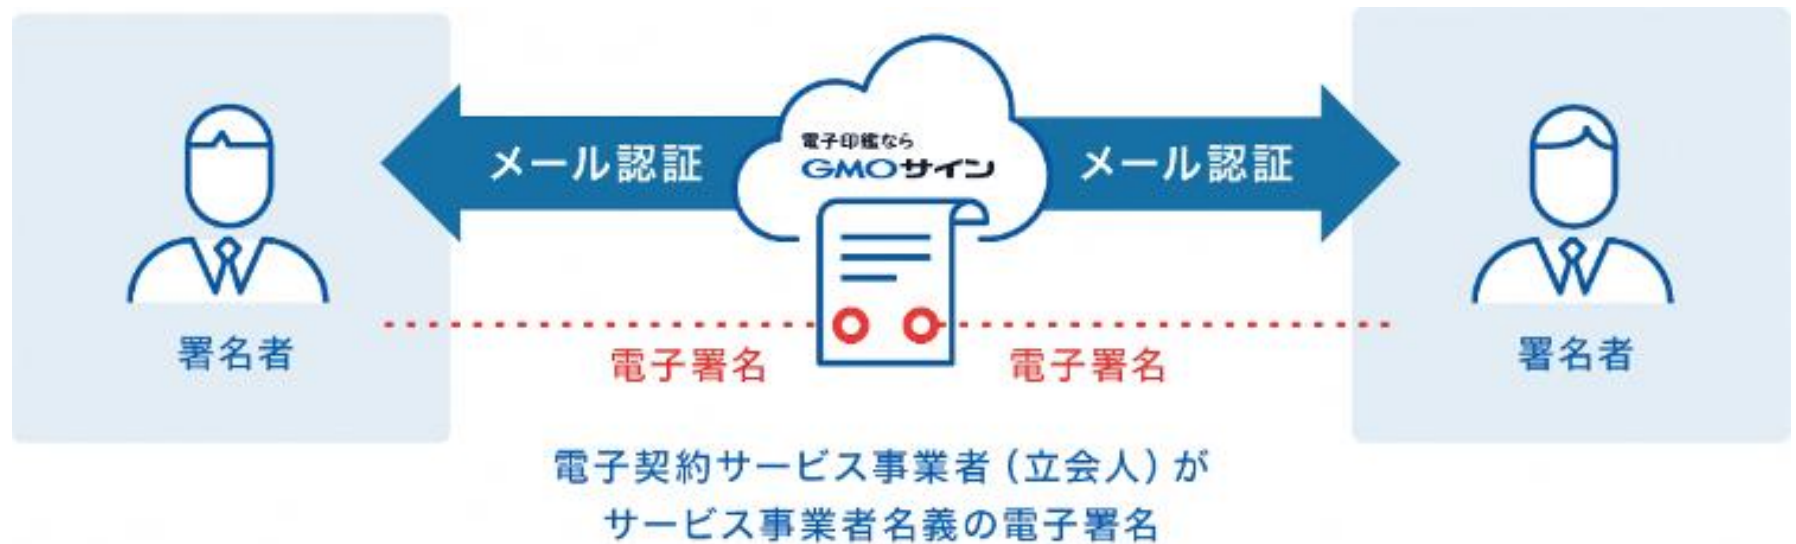 メール認証
電子印鑑なら
GMOサイン
メール認証
署名者
電子署名
電子署名
署名者
電子契約サービス事業者(立会人)が
サービス事業者名義の電子署名